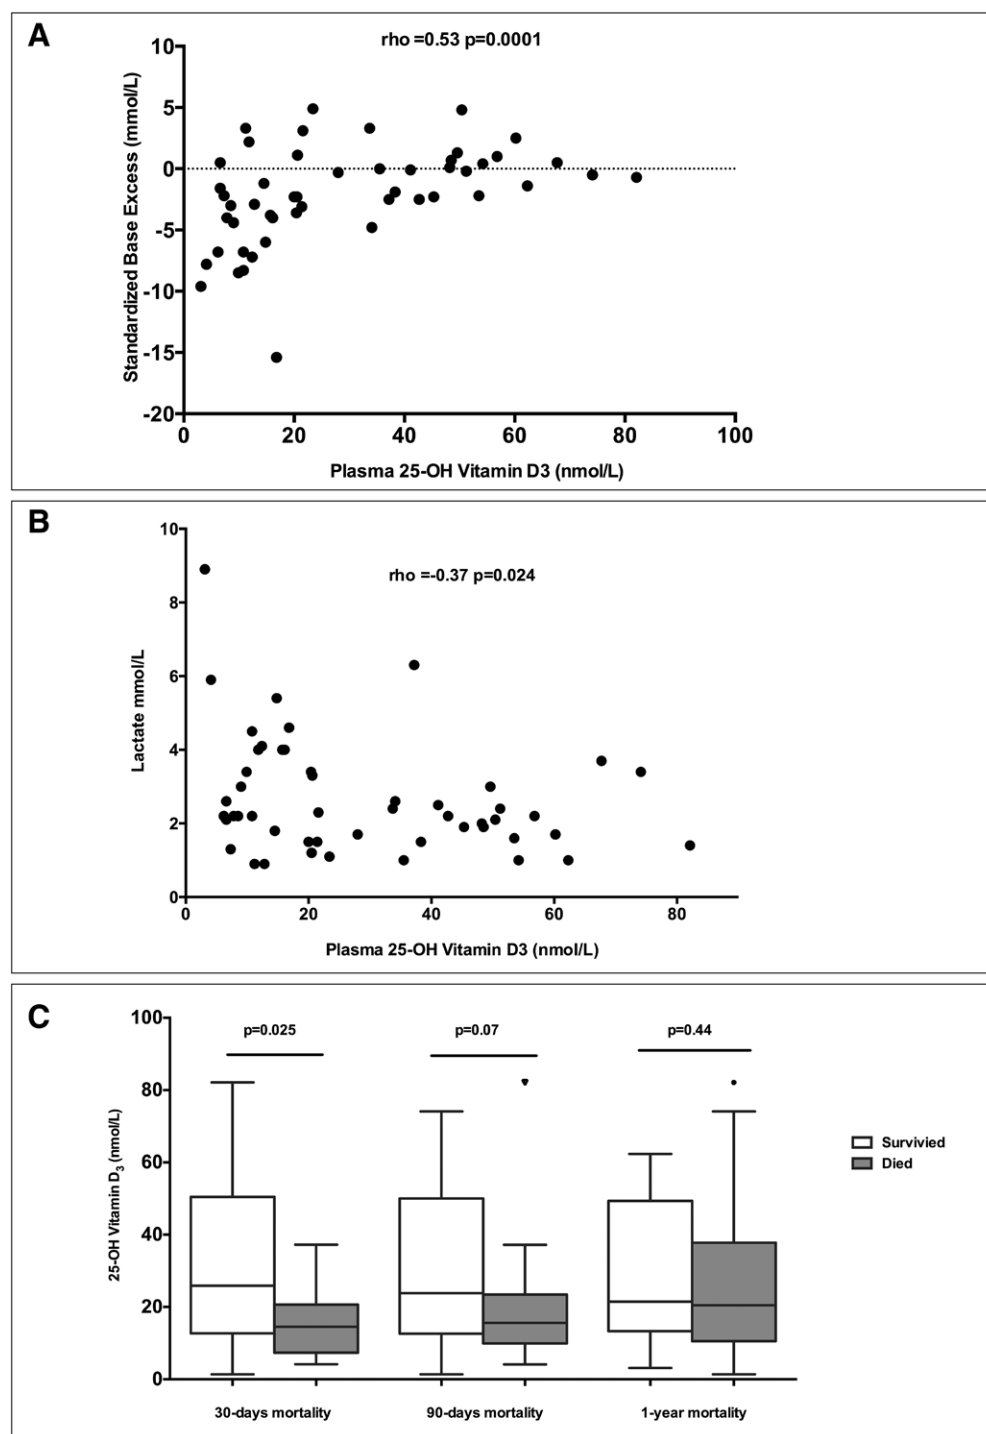 A
rho =0.53 p=0.0001
Standardized Base Excess (mmol/L)
10
5
0
-5
-10
-15
-20
0 20 40 60 80 100
Plasma 25-OH Vitamin D3 (nmol/L)
B
rho =-0.37 p=0.024
Lactate mmol/L
10
8
6
4
2
0
0 20 40 60 80
Plasma 25-OH Vitamin D3 (nmol/L)
C
25-OH Vitamin D3 (nmol/L)
100
80
60
40
20
0
p=0.025 p=0.07 p=0.44
Survivied
Died
30-days mortality 90-days mortality 1-year mortality